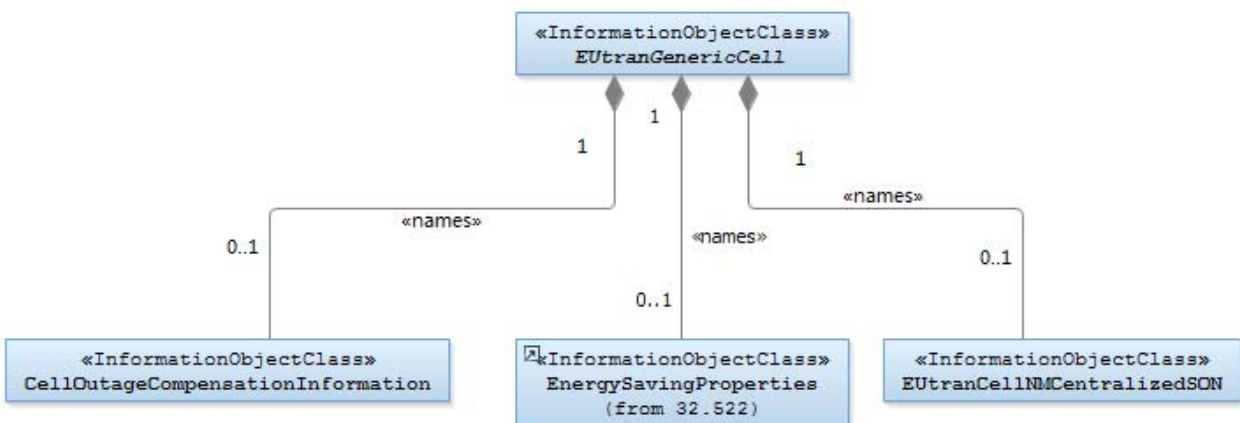 «InformationObjectClass»
EUtranGenericCell
1
1
1
«names»
«names»
«names»
0..1
0..1
0..1
«InformationObjectClass»
CellOutageCompensationInformation
«InformationObjectClass»
EnergySavingProperties
(from 32.522)
«InformationObjectClass»
EUtranCellNMCentralizedSON